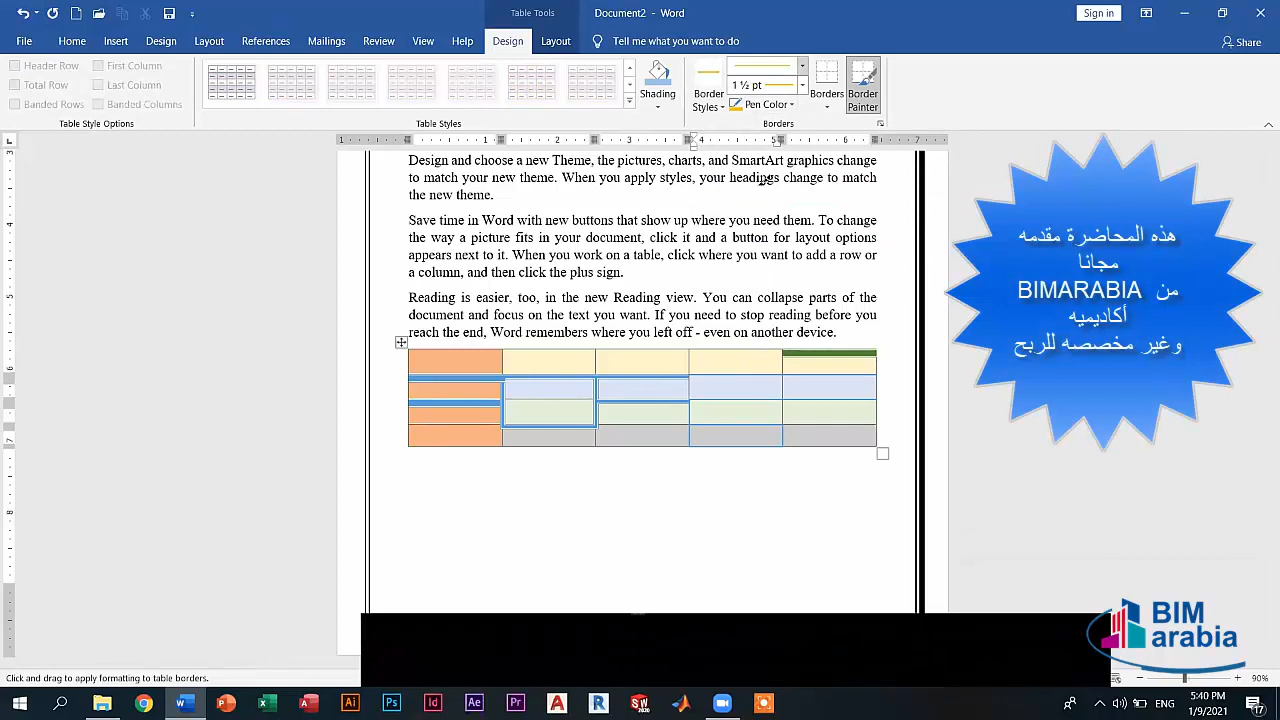 Table Tools
Document2 - Word
Sign in
File Home Insert Design Layout References Mailings Review View Help Design Layout Tell me what you want to do
Share
Header Row First Column
Total Row Last Column
Banded Rows Banded Columns
Table Style Options
Table Styles
Shading
Border Styles
1 ½ pt
Pen Color
Borders
Border Painter
Borders
1 1 2 3 4 5 6 7
Design and choose a new Theme, the pictures, charts, and SmartArt graphics change
to match your new theme. When you apply styles, your headings change to match
the new theme.
Save time in Word with new buttons that show up where you need them. To change
the way a picture fits in your document, click it and a button for layout options
appears next to it. When you work on a table, click where you want to add a row or
a column, and then click the plus sign.
Reading is easier, too, in the new Reading view. You can collapse parts of the
document and focus on the text you want. If you need to stop reading before you
reach the end, Word remembers where you left off - even on another device.
هذه المحاضرة مقدمه
مجانا
من BIMARABIA
أكاديميه
وغير مخصصه للربح
BIM
arabia
Click and drag to apply formatting to table borders.
90%
ENG
5:40 PM
1/9/2021